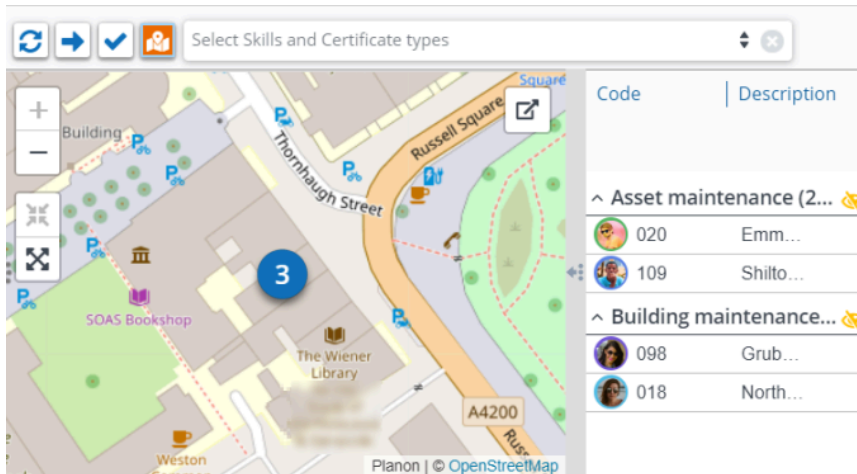 Select Skills and Certificate types
Square
Code
Description
Building
Russell Square
Thornhaugh Street
Asset maintenance (2...
020 Emm...
109 Shilto...
3
SOAS Bookshop
Building maintenance...
098 Grub...
018 North...
The Wiener
Library
A4200
Weston
Planon | © OpenStreetMap